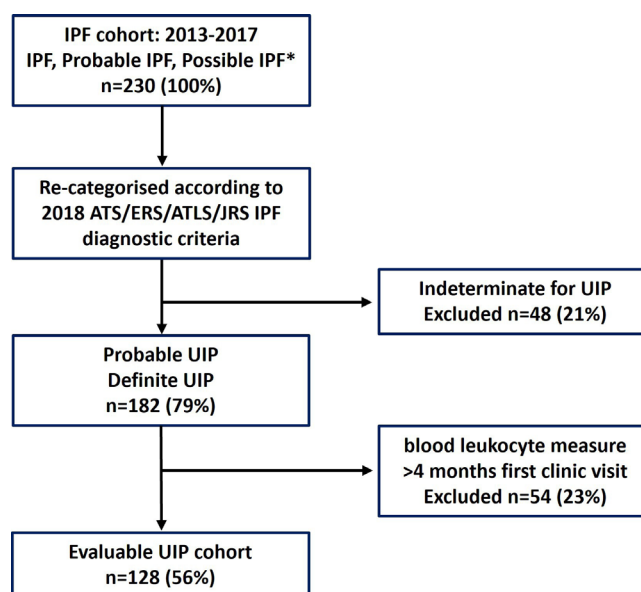 IPF cohort: 2013-2017
IPF, Probable IPF, Possible IPF*
n=230 (100%)
Re-categorised according to
2018 ATS/ERS/ATLS/JRS IPF
diagnostic criteria
Indeterminate for UIP
Excluded n=48 (21%)
Probable UIP
Definite UIP
n=182 (79%)
blood leukocyte measure
>4 months first clinic visit
Excluded n=54 (23%)
Evaluable UIP cohort
n=128 (56%)